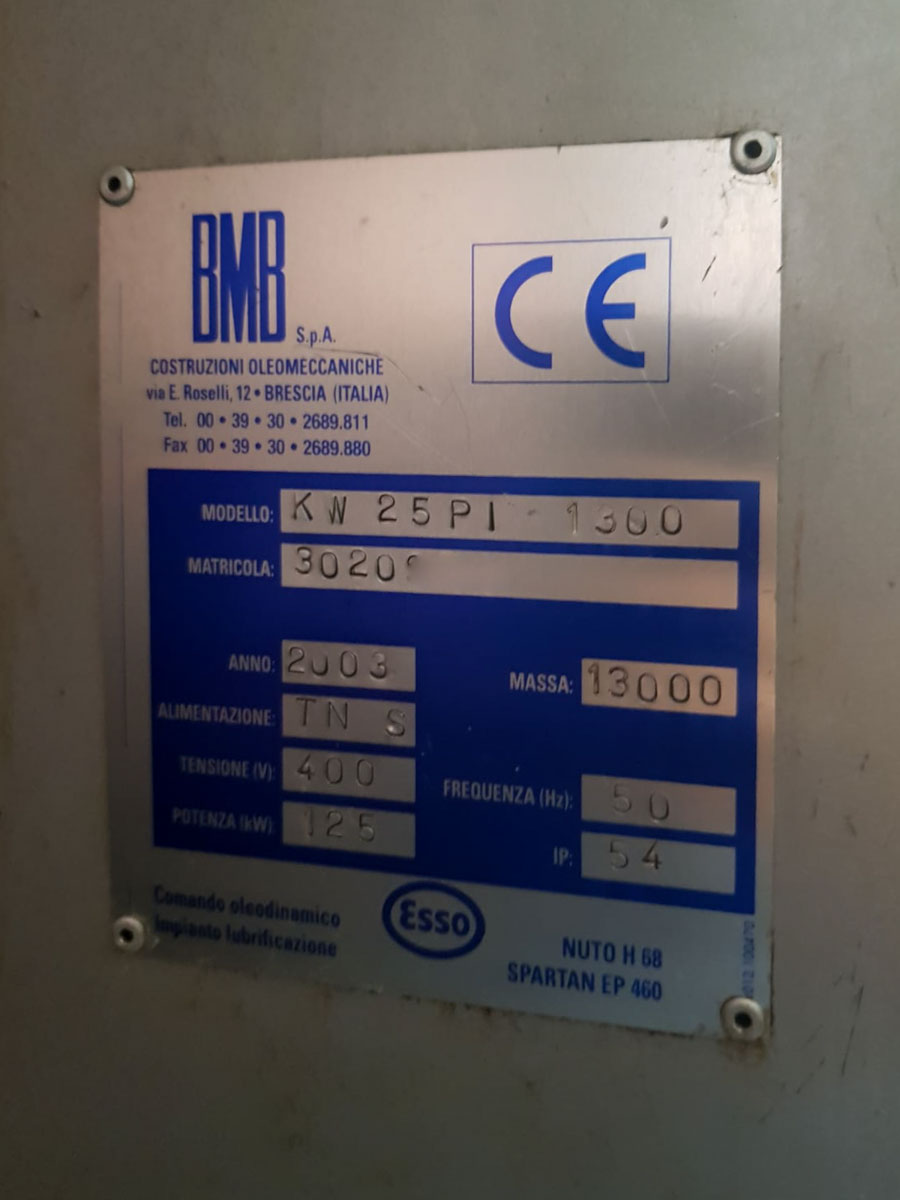 BMB S.p.A.
CE
COSTRUZIONI OLEOMECCANICHE
via E. Roselli, 12 • BRESCIA (ITALIA)
Tel. 00 • 39 • 30 • 2689.811
Fax 00 • 39 • 30 • 2689.880
MODELLO: KW 25PI - 1300
MATRICOLA: 3020
ANNO: 2003
MASSA: 13000
ALIMENTAZIONE: TN S
TENSIONE (V): 400
FREQUENZA (Hz): 50
POTENZA (kW): 125
IP: 54
Comando oleodinamico
Impianto lubrificazione
Esso
NUTO H 68
SPARTAN EP 460